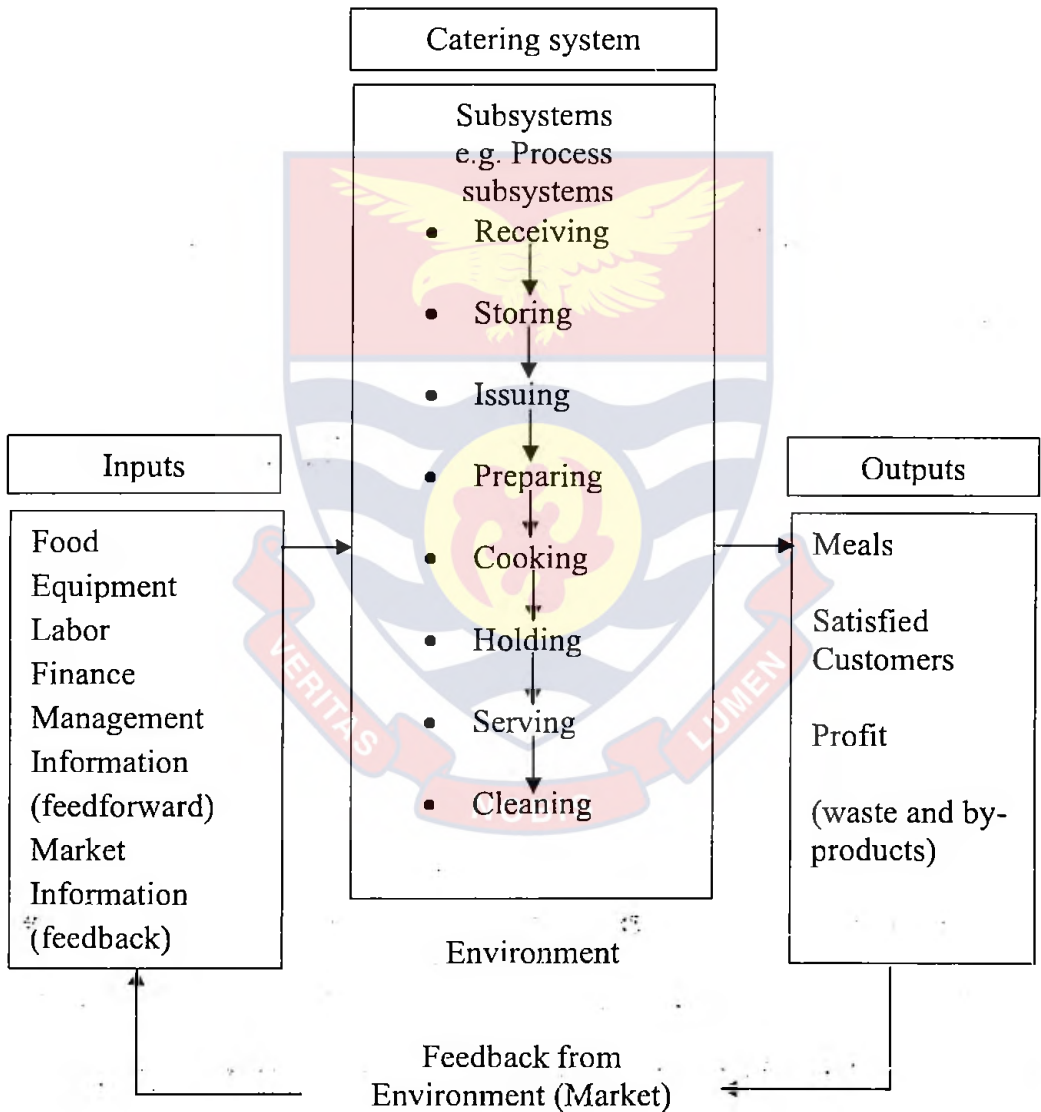 Catering system
Subsystems
e.g. Process
subsystems
• Receiving
• Storing
• Issuing
• Preparing
• Cooking
• Holding
• Serving
• Cleaning
Inputs
Food
Equipment
Labor
Finance
Management
Information
(feedforward)
Market
Information
(feedback)
Outputs
Meals
Satisfied
Customers
Profit
(waste and by-
products)
Environment
Feedback from
Environment (Market)
VERITAS
NOBIS
LUMEN